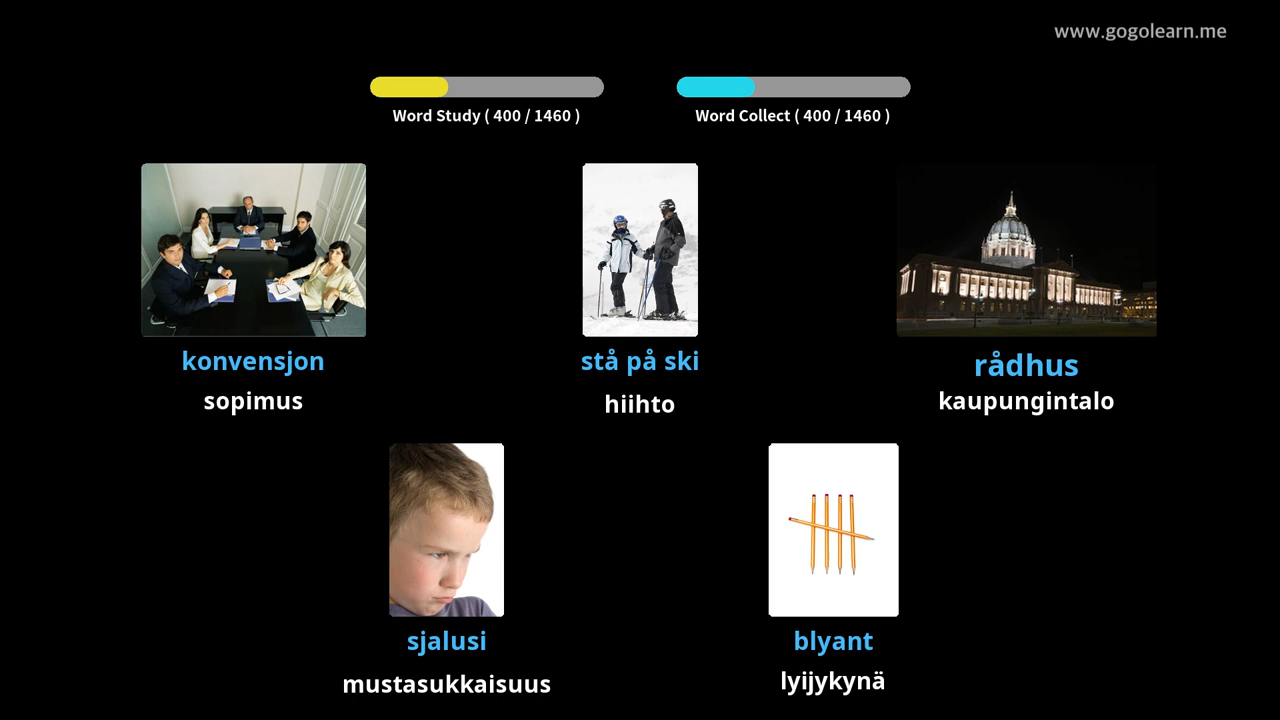 www.gogolearn.me
Word Study ( 400 / 1460 )
Word Collect ( 400 / 1460 )
konvensjon
sopimus
stå på ski
hiihto
rådhus
kaupungintalo
sjalusi
mustasukkaisuus
blyant
lyijykynä